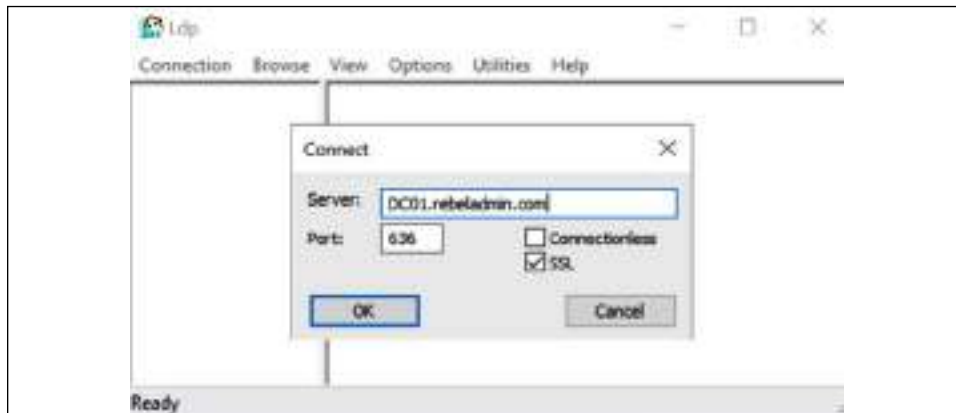 Ldp
Connection Browse View Options Utilities Help
Connect
Server: DC01.rebeladmin.com
Port: 636 Connectionless
SSL
OK Cancel
Ready